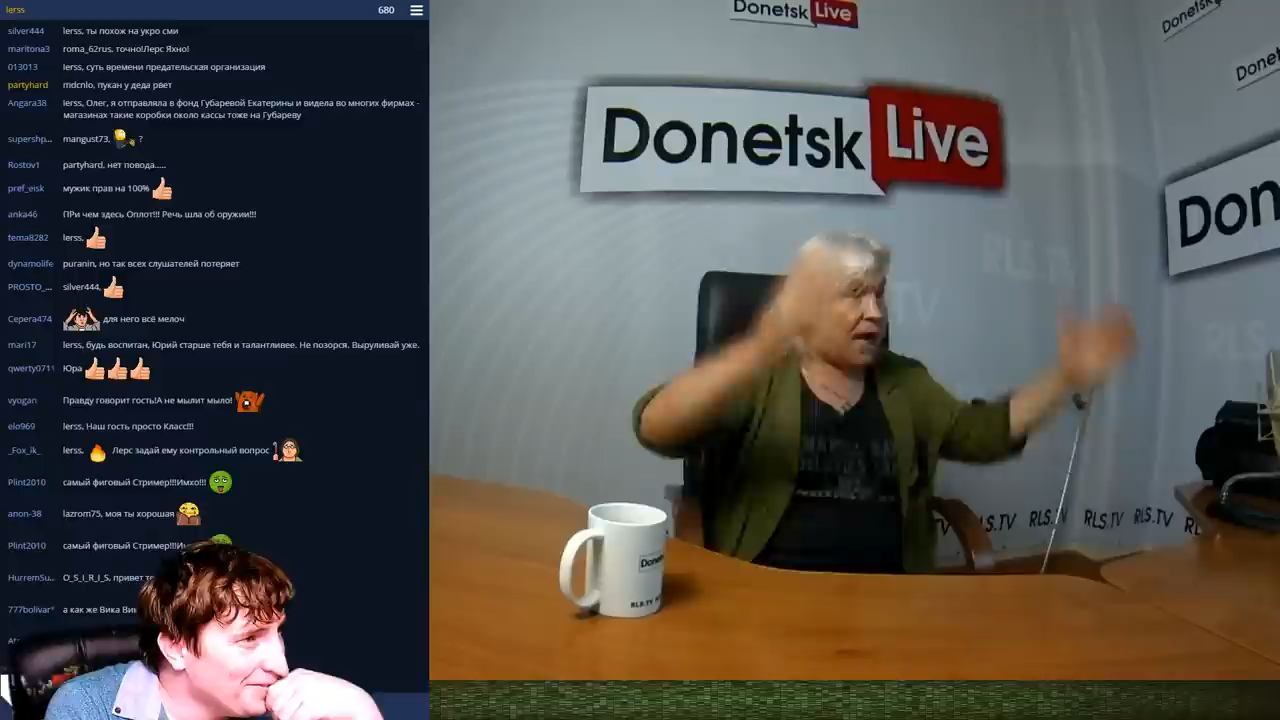 lerss
680
silver444 lerss, ты похож на укро сми
maritona3 roma_62rus, точно!Лерс Яхно!
013013 lerss, суть времени предательская организация
partyhard mdcnlo, пукан у деда рвет
Angara38 lerss, Олег, я отправляла в фонд Губаревой Екатерины и видела во многих фирмах -
магазинах такие коробки около кассы тоже на Губареву
supershp... mangust73, ?
Rostov1 partyhard, нет повода.....
pref_eisk мужик прав на 100%
anka46 ПРи чем здесь Оплот!!! Речь шла об оружии!!!
tema8282 lerss,
dynamolife puranin, но так всех слушателей потеряет
PROSTO_... silver444,
Серега474 для него всё мелоч
mari17 lerss, будь воспитан, Юрий старше тебя и талантливее. Не позорся. Выруливай уже.
qwerty071 Юра
vyogan Правду говорит гость!А не мылит мыло!
elo969 lerss, Наш гость просто Класс!!!
_Fox_ik_ lerss, Лерс задай ему контрольный вопрос
Plint2010 самый фиговый Стример!!!Имхо!!!
anon-38 lazrom75, моя ты хорошая
Plint2010 самый фиговый Стример!!!
HurremSu... O_S_I_R_I_S, привет
777bolivar* а как же Вика
Donetsk Live
Donetsk
Donetsk Live
Don
RLS.TV
RLS.TV RLS.TV RLS.TV
RLS.TV